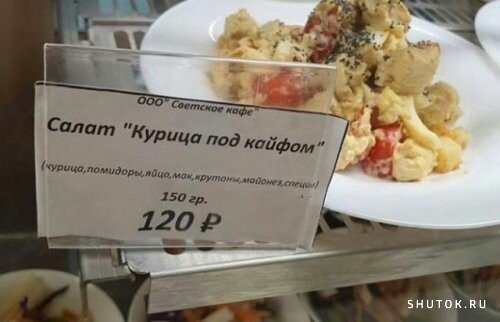 ООО" Светское кафе"
Салат "Курица под кайфом"
(курица,помидоры,яйцо,мак,крутоны,майонез,специи)
150 гр.
120 ₽
SHUTOK.RU